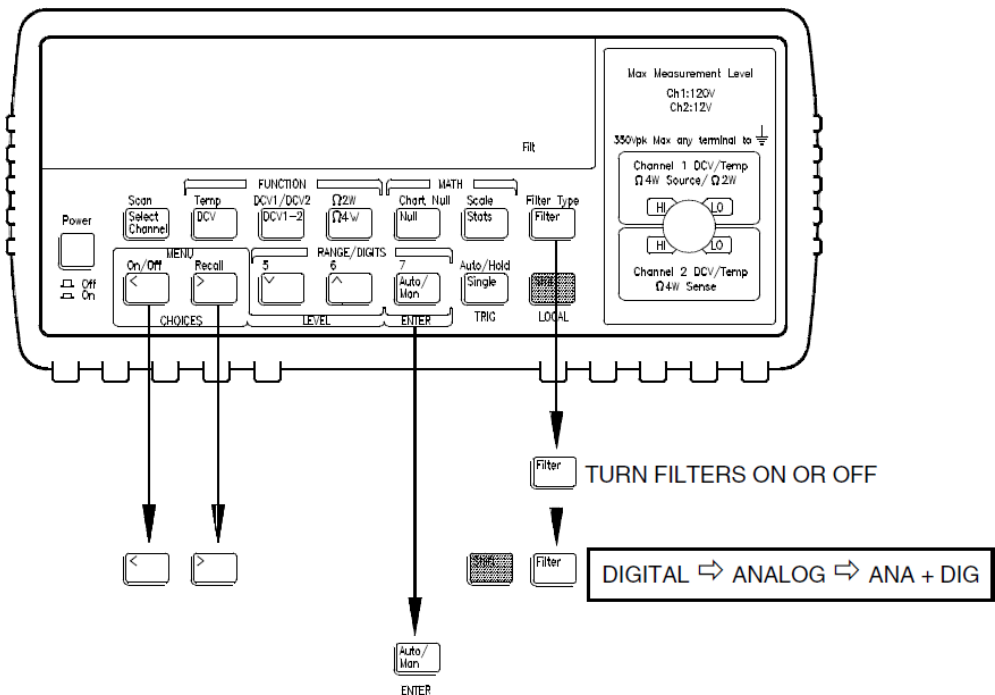 Max Measurement Level
Ch1:120V
Ch2:12V
350Vpk Max any terminal to
Filt
Channel 1 DCV/Temp
Ω4W Source/Ω2W
HI LO
HI LO
Channel 2 DCV/Temp
Ω4W Sense
FUNCTION
MATH
Scan
Temp
DCV1/DCV2
Ω2W
Chart Null
Scale
Filter Type
Power
Select
Channel
DCV
DCV1-2
Ω4W
Null
Stats
Filter
Off
On
MENU
RANGE/DIGITS
On/Off
Recall
5
6
7
Auto/Hold
<
>
Auto/
Man
Single
Shift
CHOICES
LEVEL
ENTER
TRIG
LOCAL
Filter TURN FILTERS ON OR OFF
<
>
Shift
Filter
DIGITAL ⇨ ANALOG ⇨ ANA + DIG
Auto/
Man
ENTER